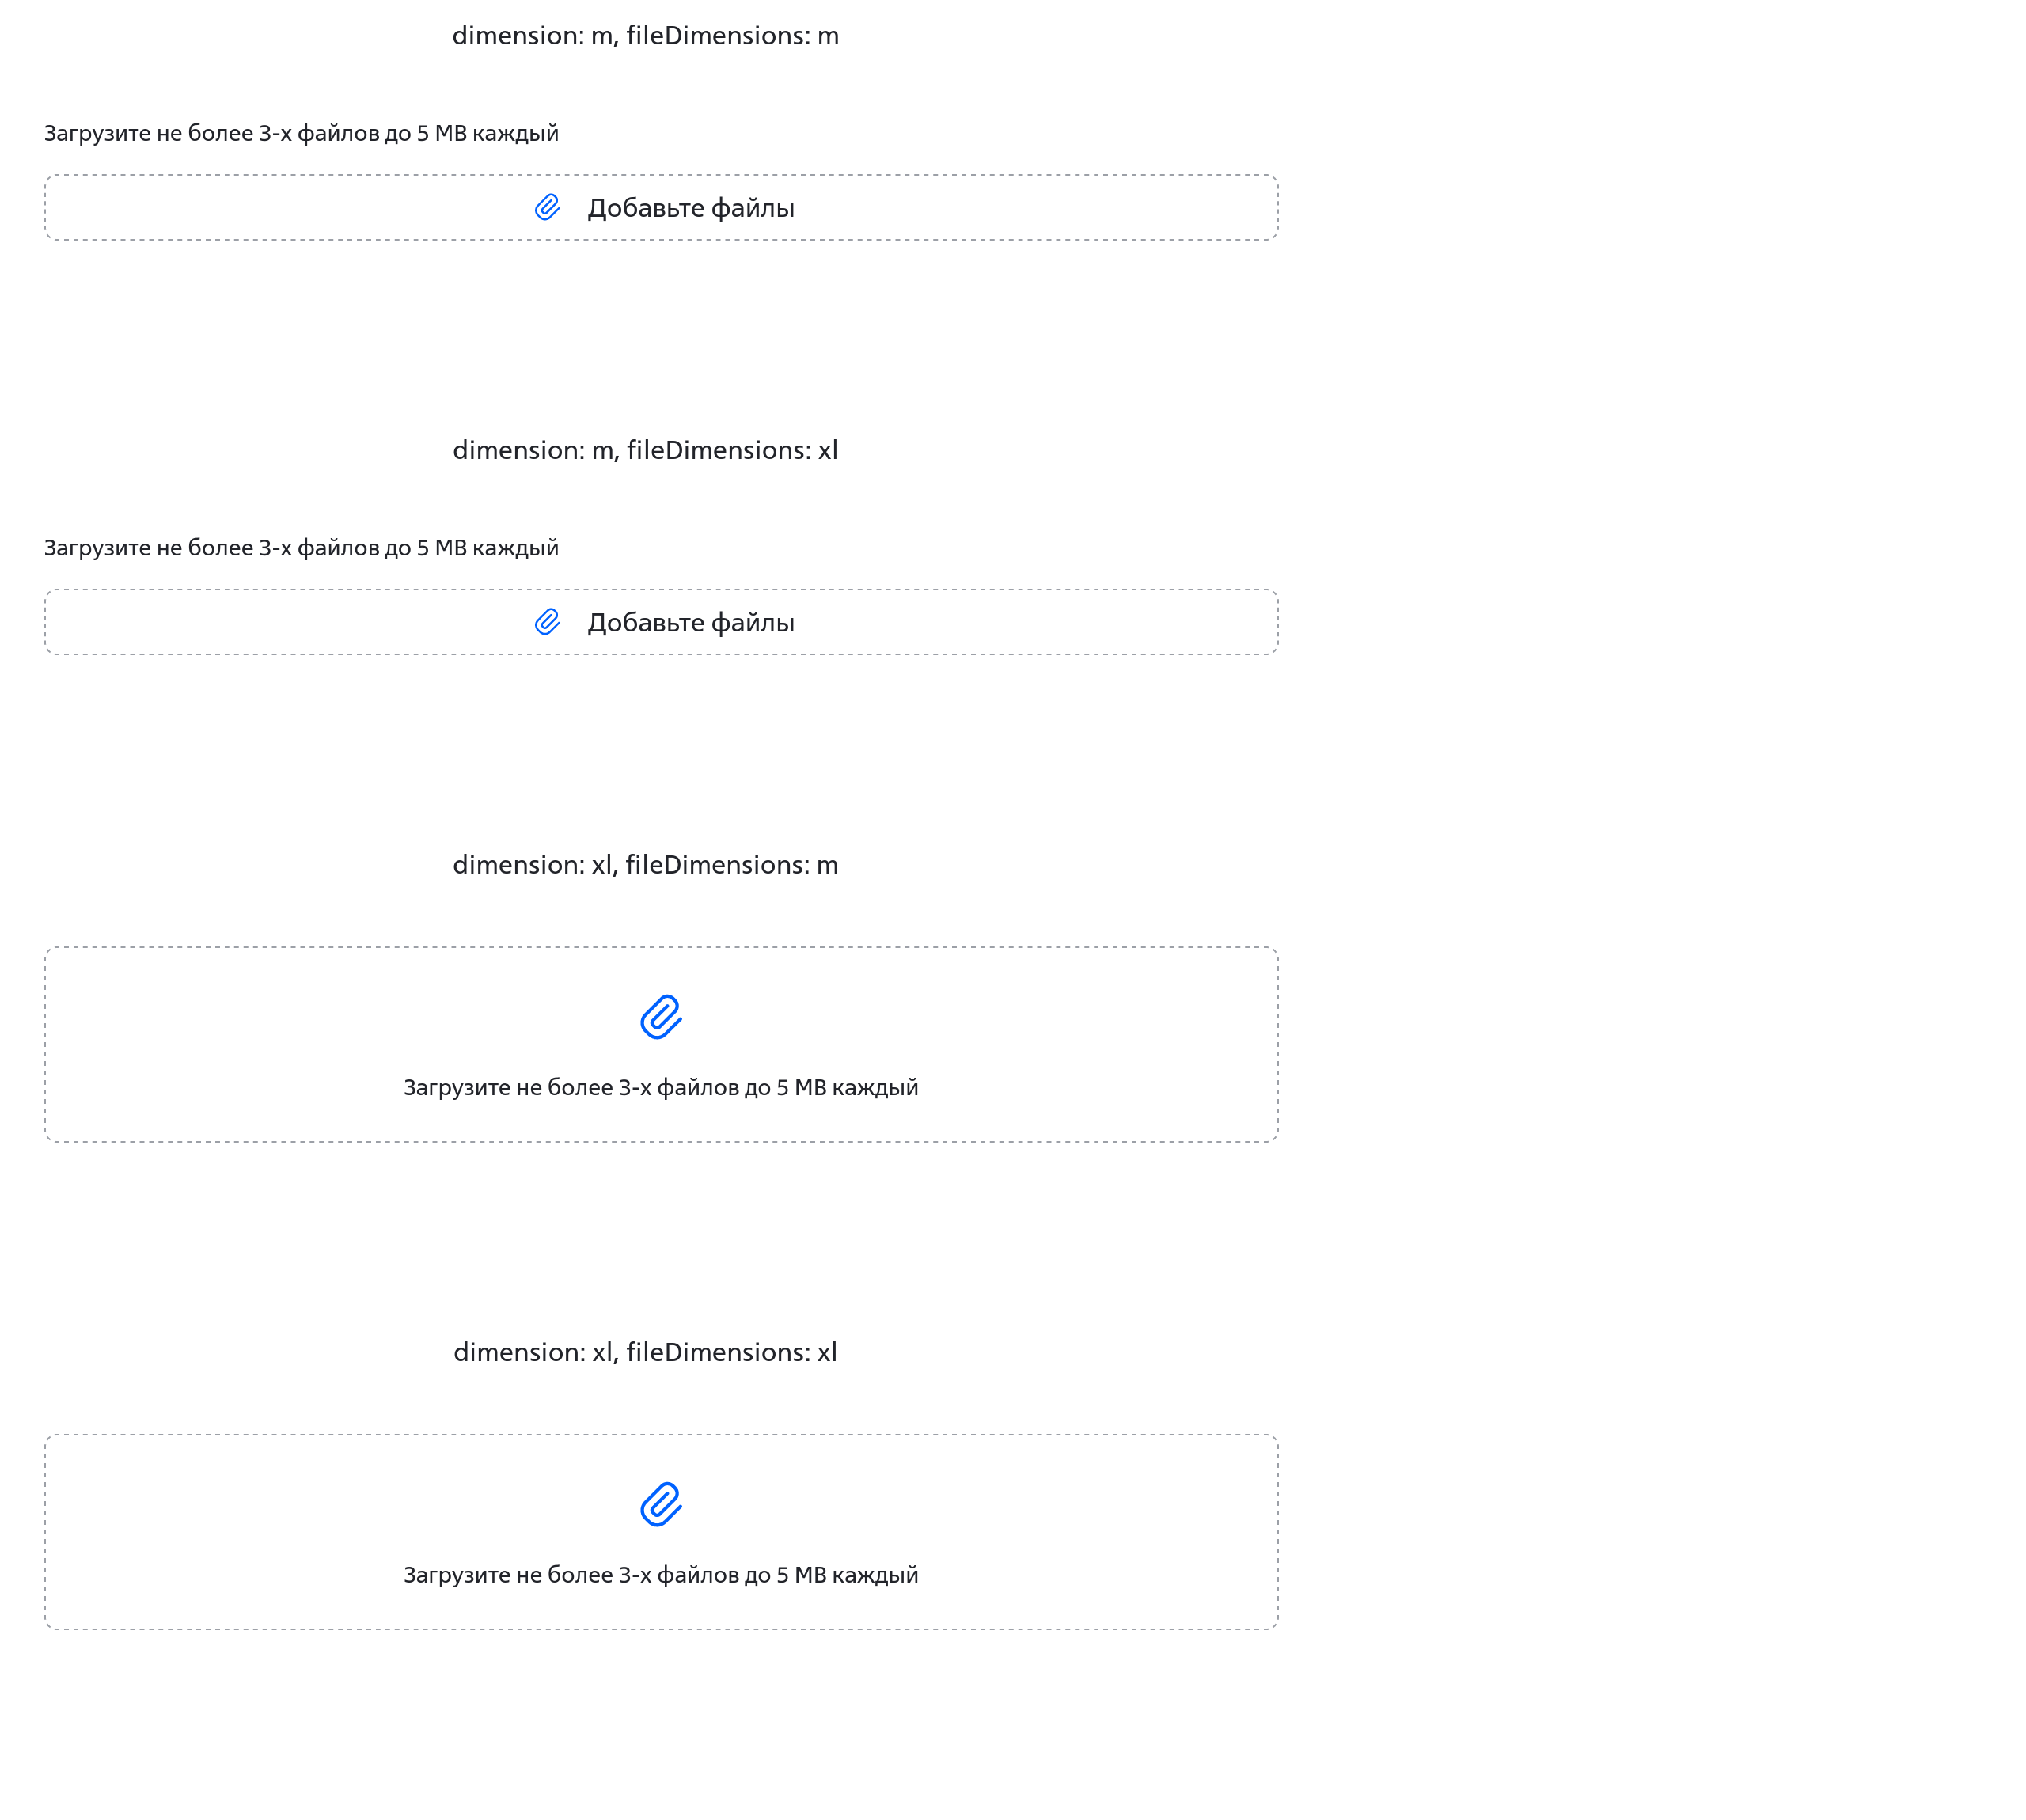 dimension: m, fileDimensions: m
Загрузите не более 3-х файлов до 5 MB каждый
Добавьте файлы
dimension: m, fileDimensions: xl
Загрузите не более 3-х файлов до 5 MB каждый
Добавьте файлы
dimension: xl, fileDimensions: m
Загрузите не более 3-х файлов до 5 MB каждый
dimension: xl, fileDimensions: xl
Загрузите не более 3-х файлов до 5 MB каждый